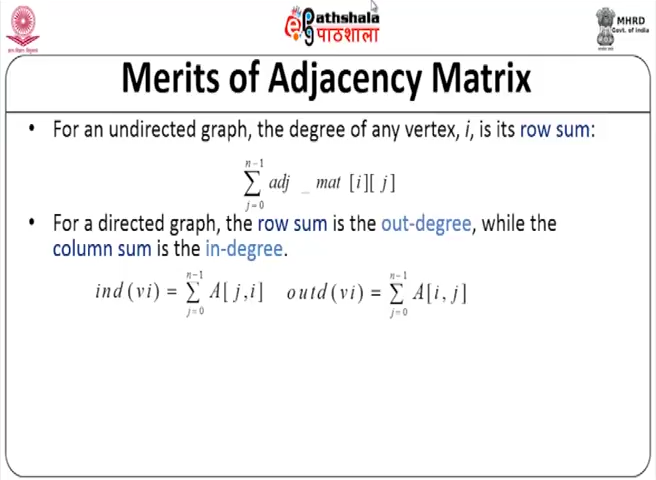 ePathshala
पाठशाला
MHRD
Govt. of India
Merits of Adjacency Matrix
• For an undirected graph, the degree of any vertex, i, is its row sum:
n−1
∑ adj _ mat [i][ j]
j=0
• For a directed graph, the row sum is the out-degree, while the
column sum is the in-degree.
ind (vi) = ∑_{j=0}^{n−1} A[ j,i] outd (vi) = ∑_{j=0}^{n−1} A[i, j]